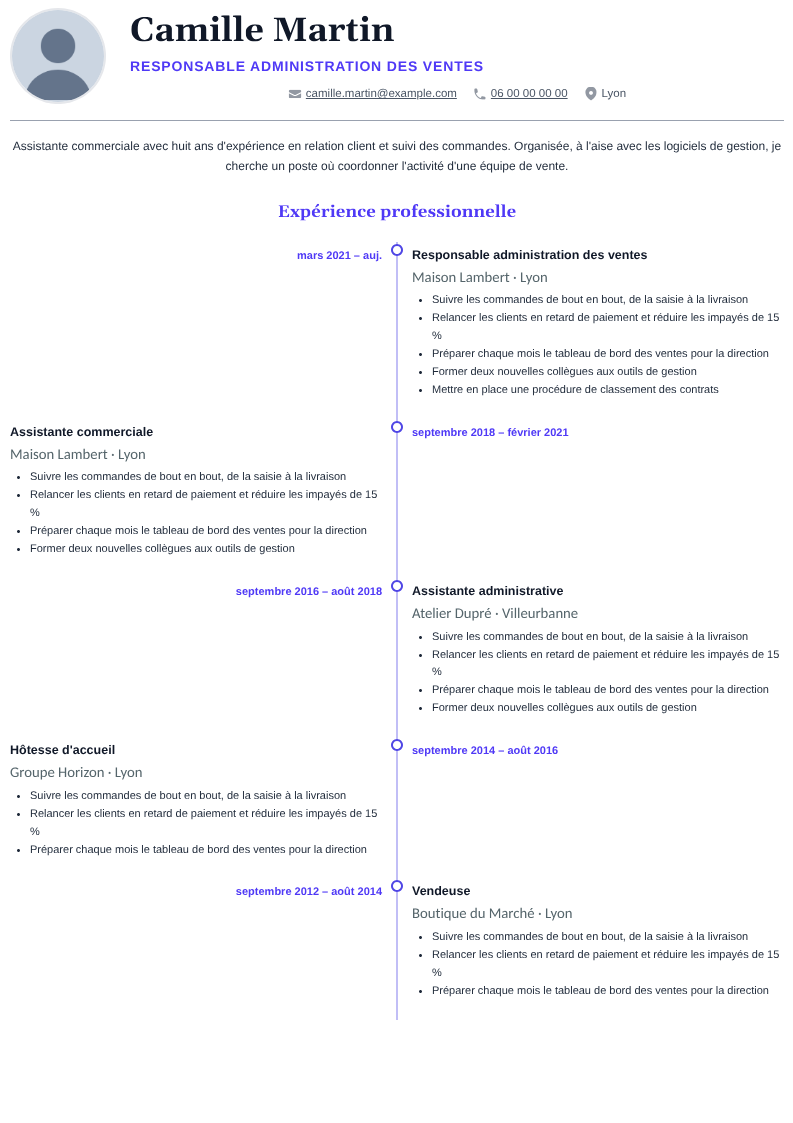 Camille Martin
RESPONSABLE ADMINISTRATION DES VENTES
camille.martin@example.com 06 00 00 00 00 Lyon
Assistante commerciale avec huit ans d'expérience en relation client et suivi des commandes. Organisée, à l'aise avec les logiciels de gestion, je
cherche un poste où coordonner l'activité d'une équipe de vente.
Expérience professionnelle
mars 2021 – auj.
Responsable administration des ventes
Maison Lambert · Lyon
• Suivre les commandes de bout en bout, de la saisie à la livraison
• Relancer les clients en retard de paiement et réduire les impayés de 15
%
• Préparer chaque mois le tableau de bord des ventes pour la direction
• Former deux nouvelles collègues aux outils de gestion
• Mettre en place une procédure de classement des contrats
Assistante commerciale
septembre 2018 – février 2021
Maison Lambert · Lyon
• Suivre les commandes de bout en bout, de la saisie à la livraison
• Relancer les clients en retard de paiement et réduire les impayés de 15
%
• Préparer chaque mois le tableau de bord des ventes pour la direction
• Former deux nouvelles collègues aux outils de gestion
septembre 2016 – août 2018
Assistante administrative
Atelier Dupré · Villeurbanne
• Suivre les commandes de bout en bout, de la saisie à la livraison
• Relancer les clients en retard de paiement et réduire les impayés de 15
%
• Préparer chaque mois le tableau de bord des ventes pour la direction
• Former deux nouvelles collègues aux outils de gestion
Hôtesse d'accueil
septembre 2014 – août 2016
Groupe Horizon · Lyon
• Suivre les commandes de bout en bout, de la saisie à la livraison
• Relancer les clients en retard de paiement et réduire les impayés de 15
%
• Préparer chaque mois le tableau de bord des ventes pour la direction
septembre 2012 – août 2014
Vendeuse
Boutique du Marché · Lyon
• Suivre les commandes de bout en bout, de la saisie à la livraison
• Relancer les clients en retard de paiement et réduire les impayés de 15
%
• Préparer chaque mois le tableau de bord des ventes pour la direction